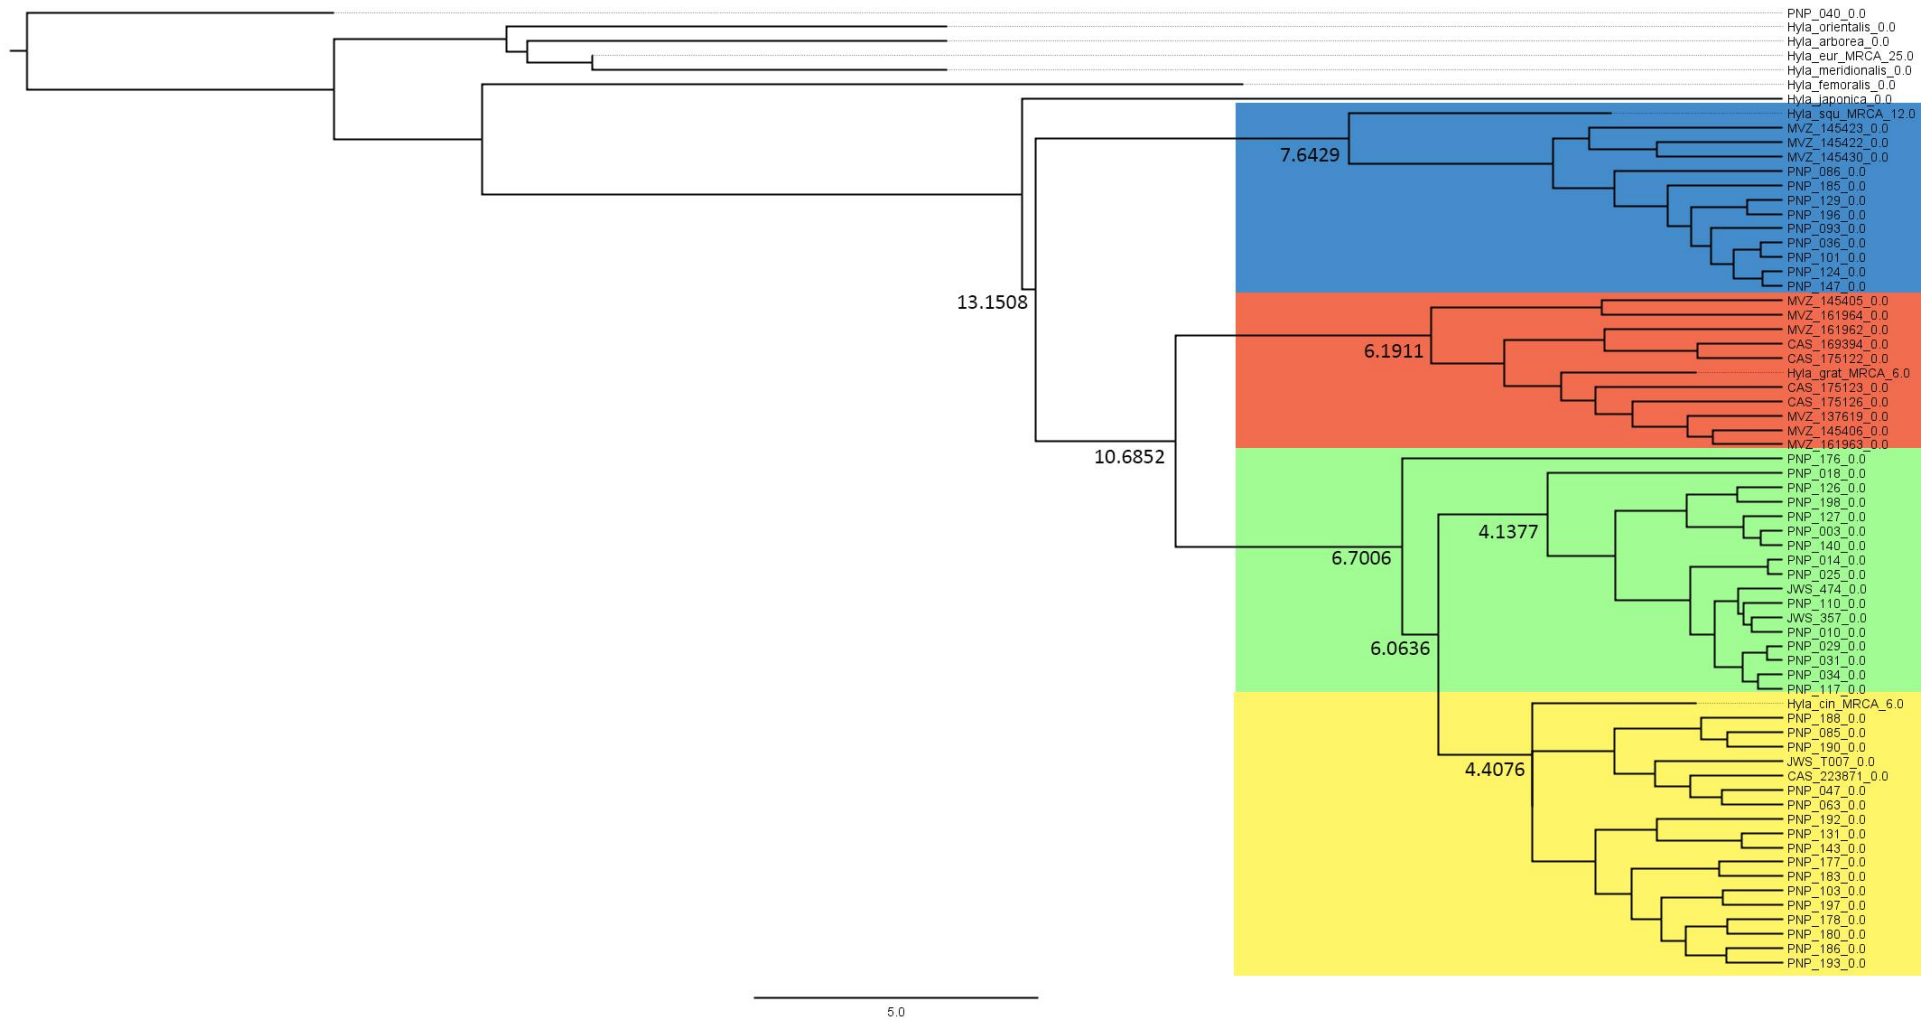 PNP_040_0.0
Hyla_orientalis_0.0
Hyla_arborea_0.0
Hyla_eur_MRCA_25.0
Hyla_meridionalis_0.0
Hyla_femoralis_0.0
Hyla_japonica_0.0
Hyla_squ_MRCA_12.0
MVZ_145423_0.0
MVZ_145422_0.0
7.6429
MVZ_145430_0.0
PNP_086_0.0
PNP_185_0.0
PNP_129_0.0
PNP_196_0.0
PNP_093_0.0
PNP_036_0.0
PNP_101_0.0
PNP_124_0.0
PNP_147_0.0
13.1508
MVZ_145405_0.0
MVZ_161964_0.0
MVZ_161962_0.0
CAS_169394_0.0
6.1911
CAS_175122_0.0
Hyla_grat_MRCA_6.0
CAS_175123_0.0
CAS_175126_0.0
MVZ_137619_0.0
MVZ_145406_0.0
MVZ_161963_0.0
10.6852
PNP_176_0.0
PNP_018_0.0
PNP_126_0.0
PNP_198_0.0
PNP_127_0.0
4.1377
PNP_003_0.0
PNP_140_0.0
6.7006
PNP_014_0.0
PNP_025_0.0
JWS_474_0.0
PNP_110_0.0
JWS_357_0.0
PNP_010_0.0
6.0636
PNP_029_0.0
PNP_031_0.0
PNP_034_0.0
PNP_117_0.0
Hyla_cin_MRCA_6.0
PNP_188_0.0
PNP_085_0.0
PNP_190_0.0
JWS_T007_0.0
4.4076
CAS_223871_0.0
PNP_047_0.0
PNP_063_0.0
PNP_192_0.0
PNP_131_0.0
PNP_143_0.0
PNP_177_0.0
PNP_183_0.0
PNP_103_0.0
PNP_197_0.0
PNP_178_0.0
PNP_180_0.0
PNP_186_0.0
PNP_193_0.0
5.0